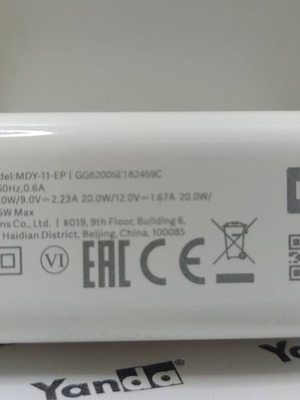 del:MDY-11-EP | GG62005E182459C
60Hz,0.6A
0W/9.0V⎓2.23A 20.0W/12.0V⎓1.67A 20.0W/
5W Max
ns Co., Ltd. | #019, 9th Floor, Building 6,
Haidian District, Beijing, China, 100085
VI EAC CE
Yanda®
Yanda